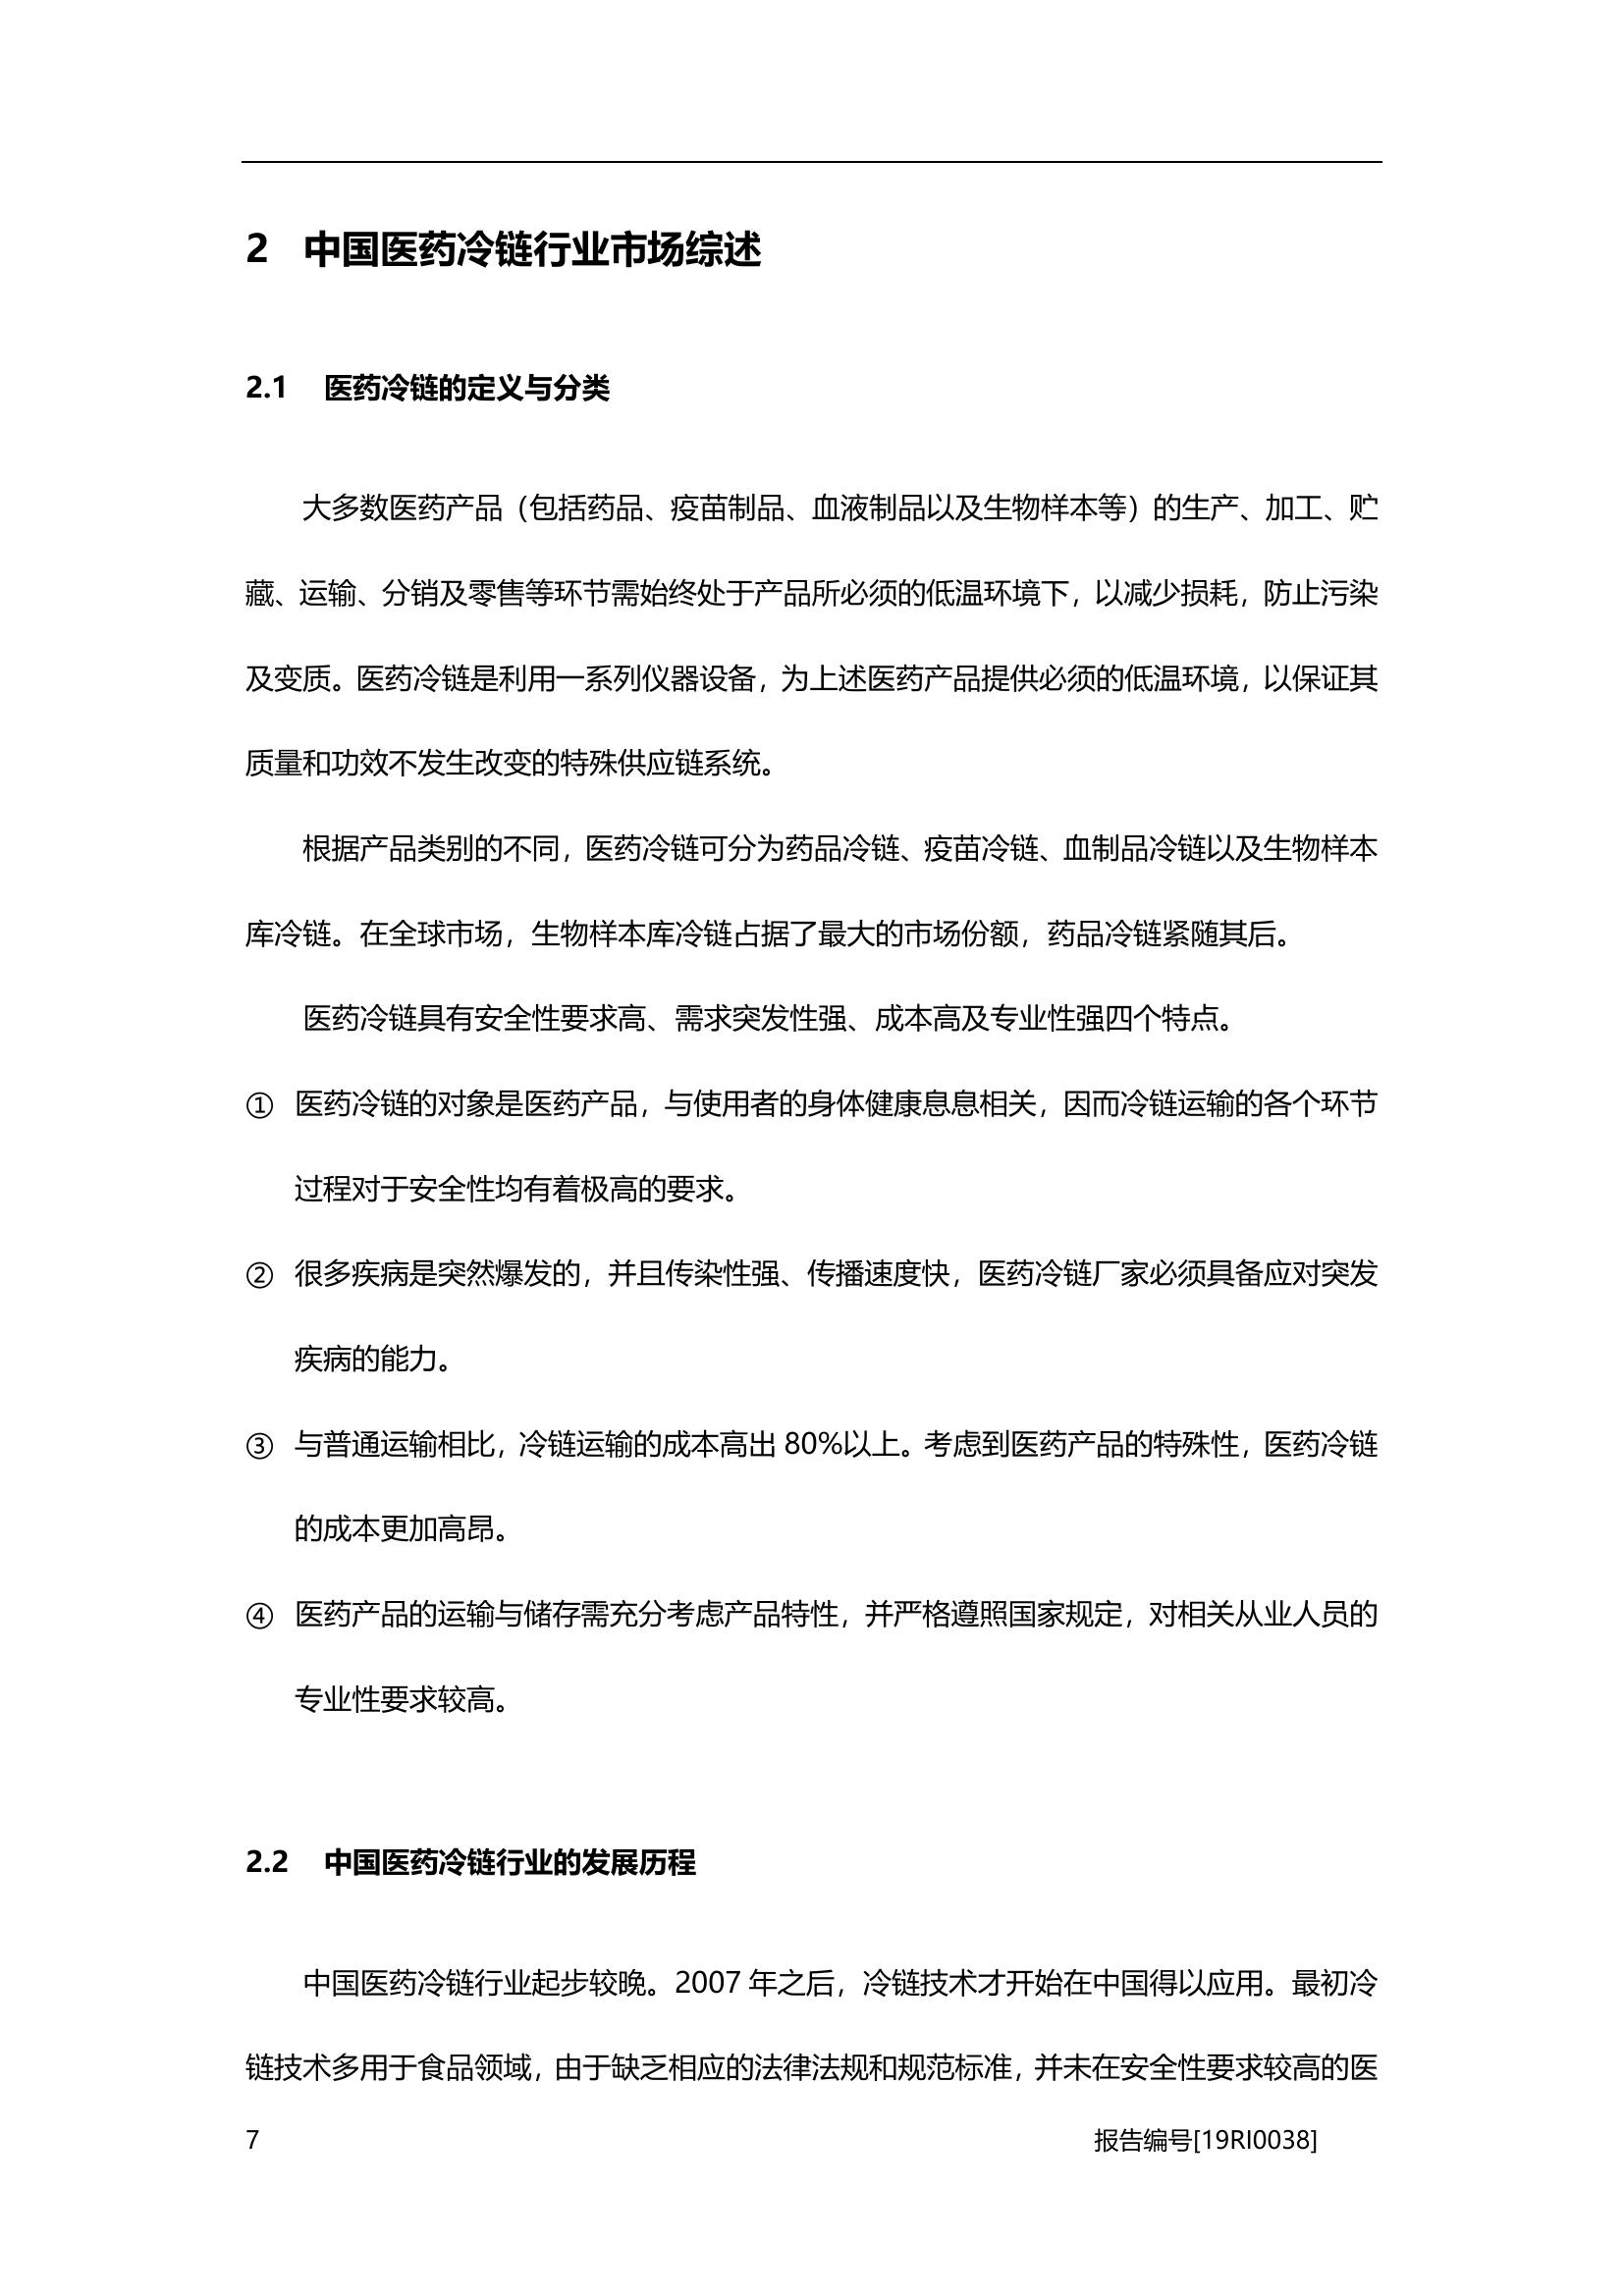 2 中国医药冷链行业市场综述
2.1 医药冷链的定义与分类
大多数医药产品（包括药品、疫苗制品、血液制品以及生物样本等）的生产、加工、贮
藏、运输、分销及零售等环节需始终处于产品所必须的低温环境下，以减少损耗，防止污染
及变质。医药冷链是利用一系列仪器设备，为上述医药产品提供必须的低温环境，以保证其
质量和功效不发生改变的特殊供应链系统。
根据产品类别的不同，医药冷链可分为药品冷链、疫苗冷链、血制品冷链以及生物样本
库冷链。在全球市场，生物样本库冷链占据了最大的市场份额，药品冷链紧随其后。
医药冷链具有安全性要求高、需求突发性强、成本高及专业性强四个特点。
① 医药冷链的对象是医药产品，与使用者的身体健康息息相关，因而冷链运输的各个环节
过程对于安全性均有着极高的要求。
② 很多疾病是突然爆发的，并且传染性强、传播速度快，医药冷链厂家必须具备应对突发
疾病的能力。
③ 与普通运输相比，冷链运输的成本高出 80%以上。考虑到医药产品的特殊性，医药冷链
的成本更加高昂。
④ 医药产品的运输与储存需充分考虑产品特性，并严格遵照国家规定，对相关从业人员的
专业性要求较高。
2.2 中国医药冷链行业的发展历程
中国医药冷链行业起步较晚。2007 年之后，冷链技术才开始在中国得以应用。最初冷
链技术多用于食品领域，由于缺乏相应的法律法规和规范标准，并未在安全性要求较高的医
7 报告编号[19RI0038]